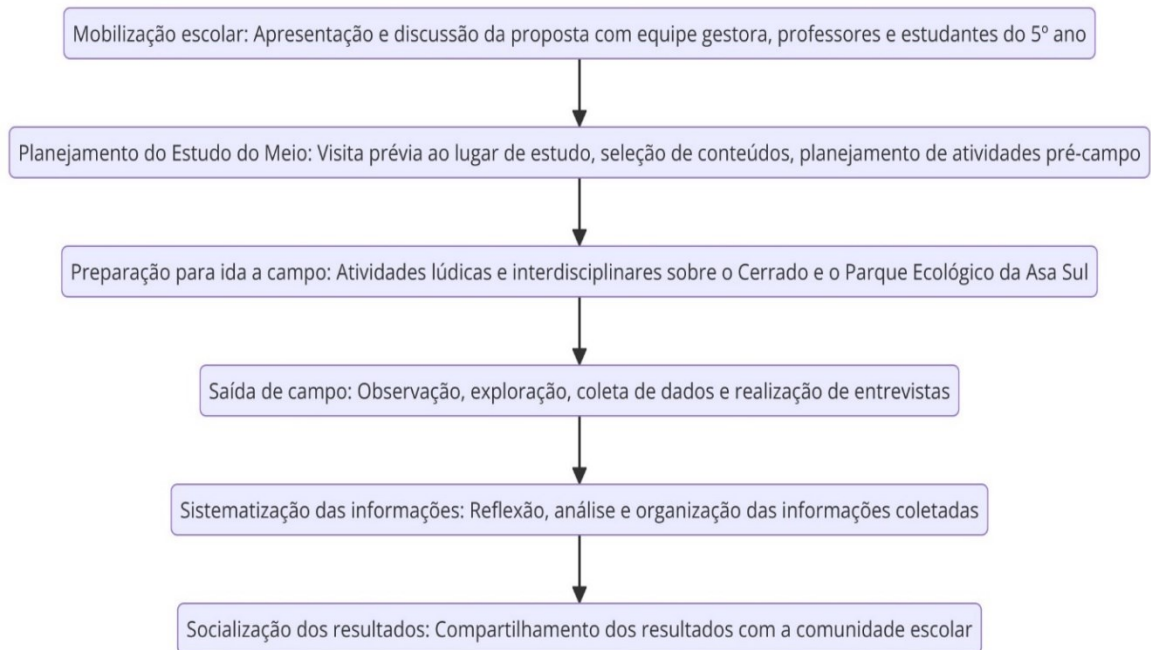 Mobilização escolar: Apresentação e discussão da proposta com equipe gestora, professores e estudantes do 5º ano
Planejamento do Estudo do Meio: Visita prévia ao lugar de estudo, seleção de conteúdos, planejamento de atividades pré-campo
Preparação para ida a campo: Atividades lúdicas e interdisciplinares sobre o Cerrado e o Parque Ecológico da Asa Sul
Saída de campo: Observação, exploração, coleta de dados e realização de entrevistas
Sistematização das informações: Reflexão, análise e organização das informações coletadas
Socialização dos resultados: Compartilhamento dos resultados com a comunidade escolar